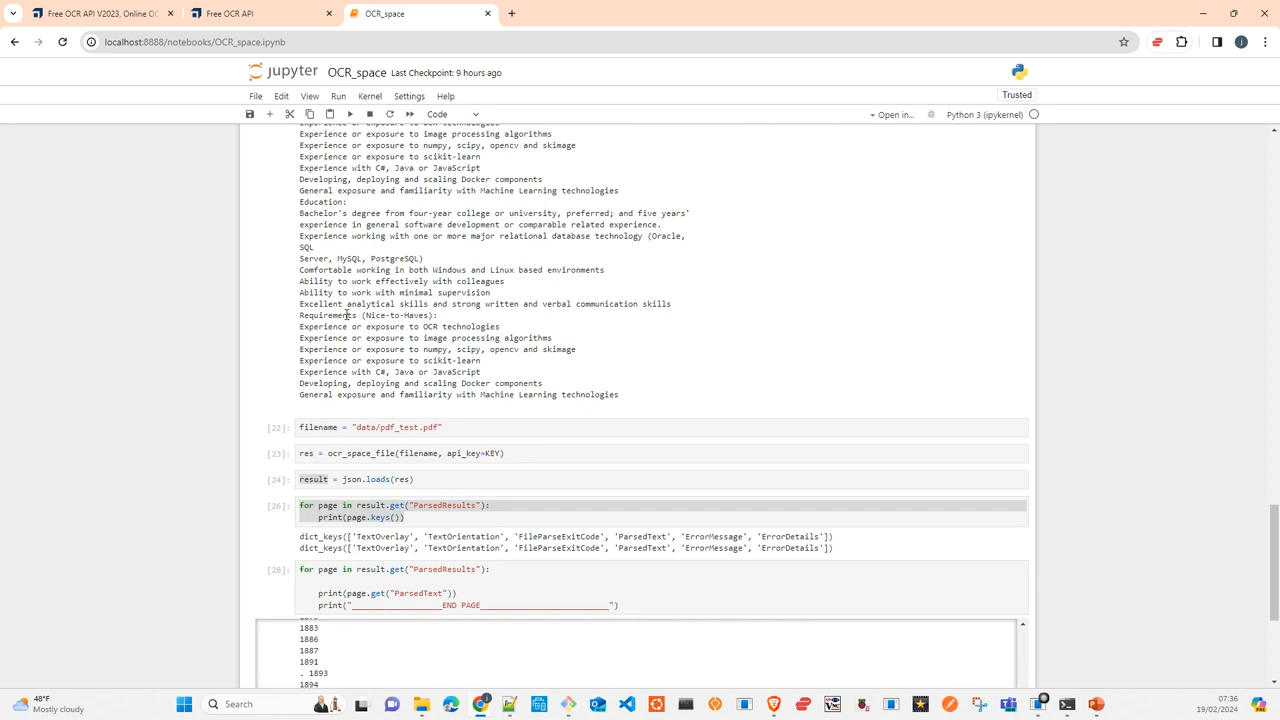 Free OCR API V2023, Online OC
Free OCR API
OCR_space
localhost:8888/notebooks/OCR_space.ipynb
jupyter OCR_space Last Checkpoint: 9 hours ago
Trusted
File Edit View Run Kernel Settings Help
Code
Open in...
Python 3 (ipykernel)
Experience or exposure to OCR technologies
Experience or exposure to image processing algorithms
Experience or exposure to numpy, scipy, opencv and skimage
Experience or exposure to scikit-learn
Experience with C#, Java or JavaScript
Developing, deploying and scaling Docker components
General exposure and familiarity with Machine Learning technologies
Education:
Bachelor's degree from four-year college or university, preferred; and five years'
experience in general software development or comparable related experience.
Experience working with one or more major relational database technology (Oracle,
SQL
Server, MySQL, PostgreSQL)
Comfortable working in both Windows and Linux based environments
Ability to work effectively with colleagues
Ability to work with minimal supervision
Excellent analytical skills and strong written and verbal communication skills
Requirements (Nice-to-Haves):
Experience or exposure to OCR technologies
Experience or exposure to image processing algorithms
Experience or exposure to numpy, scipy, opencv and skimage
Experience or exposure to scikit-learn
Experience with C#, Java or JavaScript
Developing, deploying and scaling Docker components
General exposure and familiarity with Machine Learning technologies
[22]: filename = "data/pdf_test.pdf"
[23]: res = ocr_space_file(filename, api_key=KEY)
[24]: result = json.loads(res)
[26]: for page in result.get("ParsedResults"):
print(page.keys())
dict_keys(['TextOverlay', 'TextOrientation', 'FileParseExitCode', 'ParsedText', 'ErrorMessage', 'ErrorDetails'])
dict_keys(['TextOverlay', 'TextOrientation', 'FileParseExitCode', 'ParsedText', 'ErrorMessage', 'ErrorDetails'])
[28]: for page in result.get("ParsedResults"):
print(page.get("ParsedText"))
print("___________________END PAGE___________________________")
1883
1886
1887
1891
. 1893
1894
48°F
Mostly cloudy
Search
07:36
19/02/2024